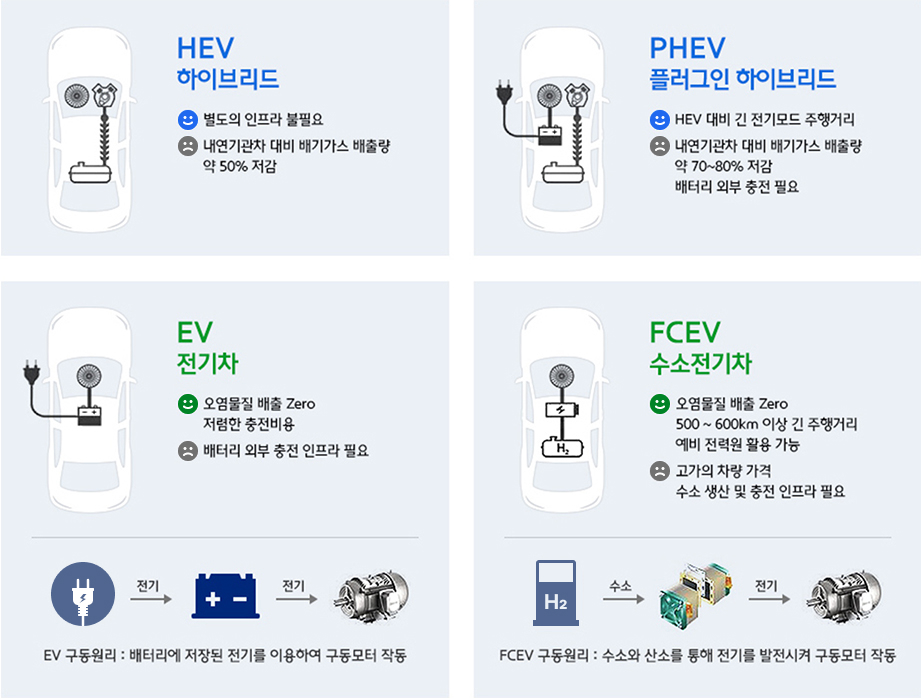 HEV
하이브리드
별도의 인프라 불필요
내연기관차 대비 배기가스 배출량
약 50% 저감
PHEV
플러그인 하이브리드
HEV 대비 긴 전기모드 주행거리
내연기관차 대비 배기가스 배출량
약 70~80% 저감
배터리 외부 충전 필요
EV
전기차
오염물질 배출 Zero
저렴한 충전비용
배터리 외부 충전 인프라 필요
전기
전기
EV 구동원리 : 배터리에 저장된 전기를 이용하여 구동모터 작동
FCEV
수소전기차
오염물질 배출 Zero
500 ~ 600km 이상 긴 주행거리
예비 전력원 활용 가능
고가의 차량 가격
수소 생산 및 충전 인프라 필요
H₂
H₂
수소
전기
FCEV 구동원리 : 수소와 산소를 통해 전기를 발전시켜 구동모터 작동